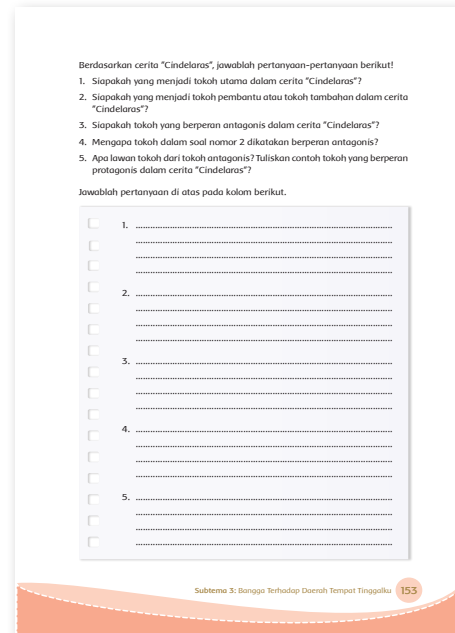 Berdasarkan cerita "Cindelaras", jawablah pertanyaan-pertanyaan berikut!
1. Siapakah yang menjadi tokoh utama dalam cerita "Cindelaras"?
2. Siapakah yang menjadi tokoh pembantu atau tokoh tambahan dalam cerita
"Cindelaras"?
3. Siapakah tokoh yang berperan antagonis dalam cerita "Cindelaras"?
4. Mengapa tokoh dalam soal nomor 2 dikatakan berperan antagonis?
5. Apa lawan tokoh dari tokoh antagonis? Tuliskan contoh tokoh yang berperan
protagonis dalam cerita "Cindelaras"?
Jawablah pertanyaan di atas pada kolom berikut.
1.
2.
3.
4.
5.
Subtema 3: Bangga Terhadap Daerah Tempat Tinggalku 153